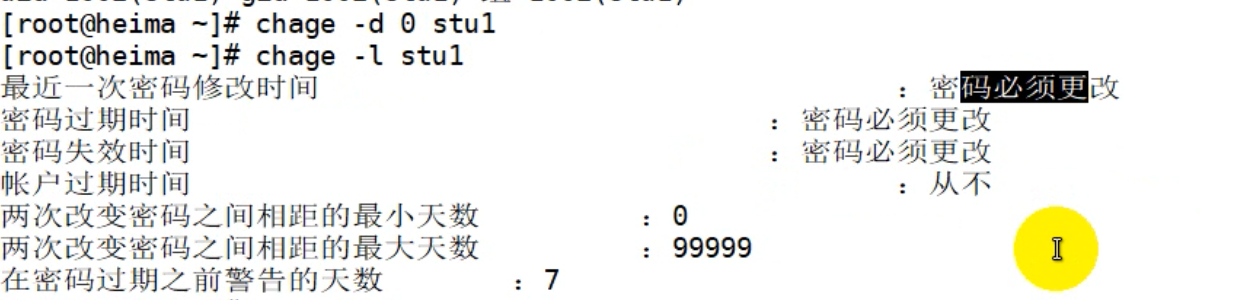 [root@heima ~]# chage -d 0 stu1
[root@heima ~]# chage -l stu1
最近一次密码修改时间 ：密码必须更改
密码过期时间 ：密码必须更改
密码失效时间 ：密码必须更改
帐户过期时间 ：从不
两次改变密码之间相距的最小天数 ：0
两次改变密码之间相距的最大天数 ：99999
在密码过期之前警告的天数 ：7